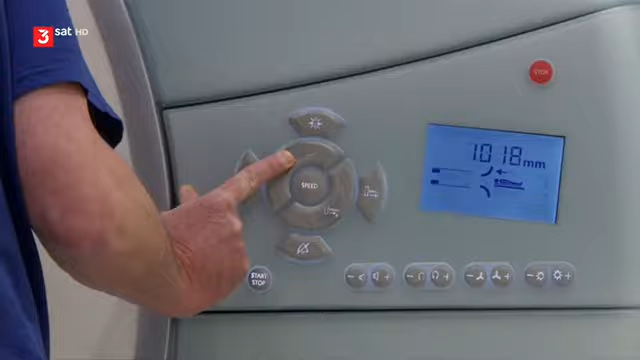 3sat HD
STOP
1018mm
SPEED
START
STOP